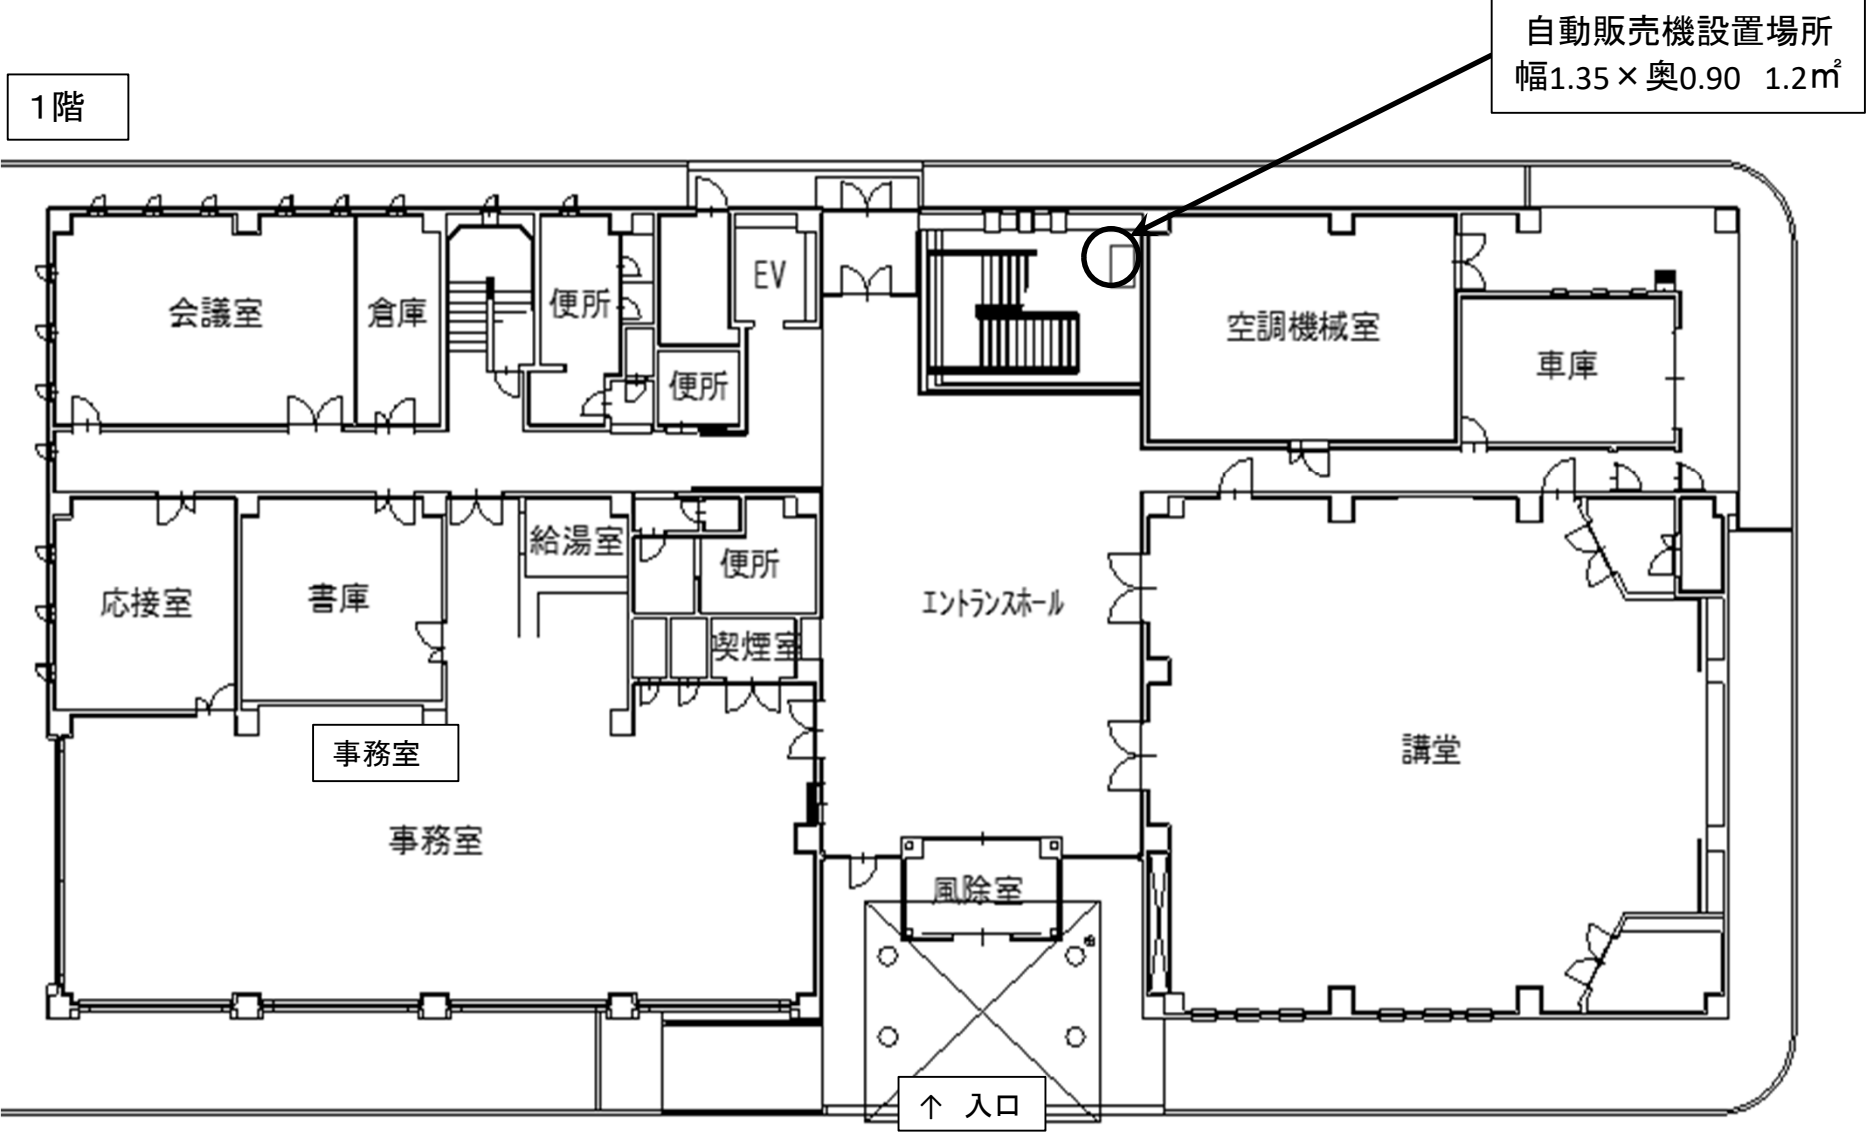 自動販売機設置場所
幅1.35×奥0.90 1.2㎡
1階
会議室
倉庫
便所
EV
便所
空調機械室
車庫
応接室
書庫
給湯室
便所
喫煙室
エントランスホール
講堂
事務室
事務室
風除室
↑ 入口